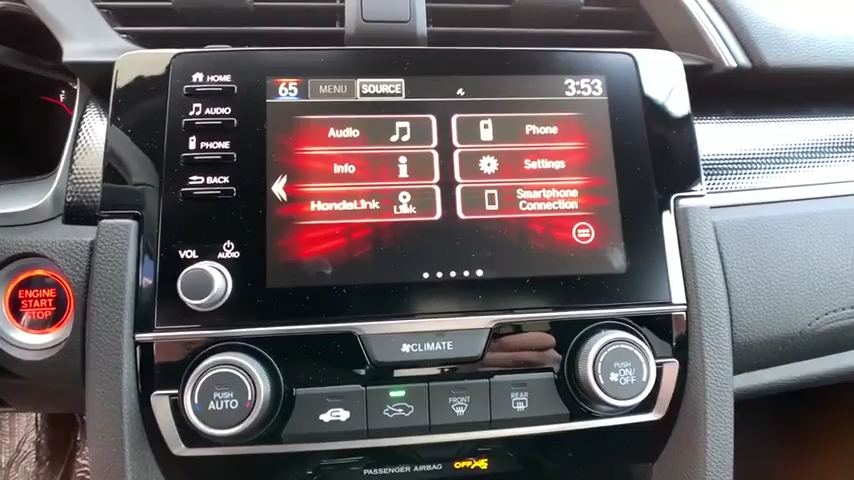 HOME
65
MENU
SOURCE
3:53
AUDIO
Audio
Phone
PHONE
Info
Settings
BACK
HondaLink
Link
Smartphone
Connection
VOL
AUDIO
ENGINE
START
STOP
CLIMATE
PUSH
AUTO
FRONT
REAR
PUSH
ON/
OFF
PASSENGER AIRBAG
OFF